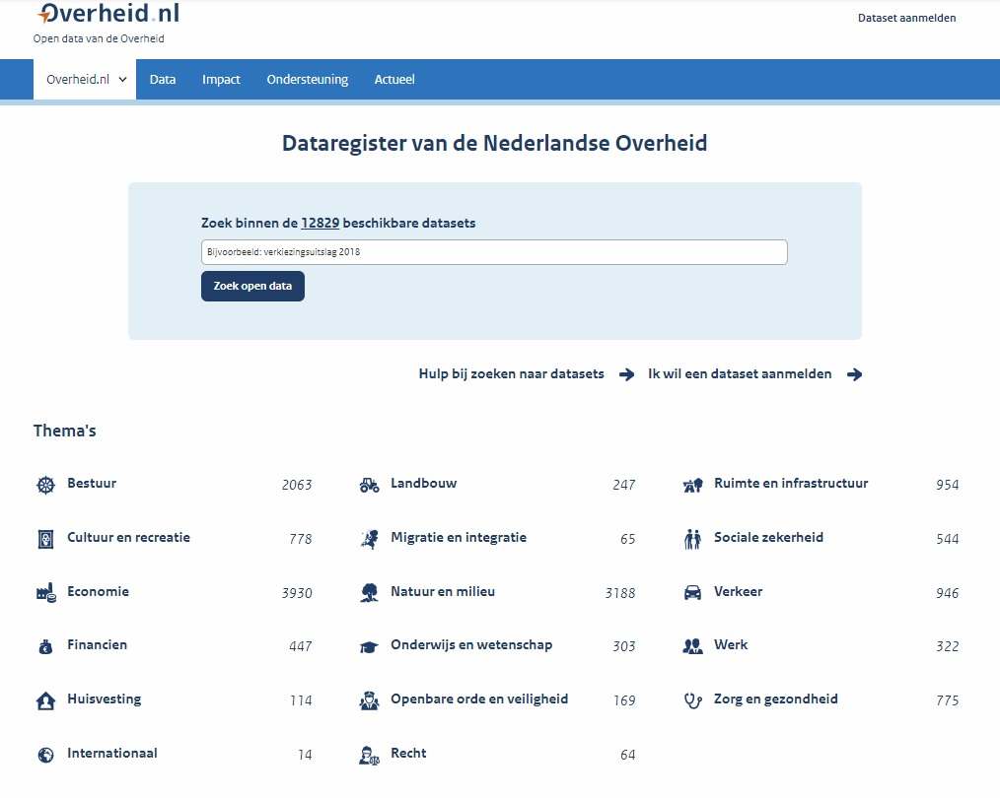 Overheid.nl
Open data van de Overheid
Dataset aanmelden
Overheid.nl Data Impact Ondersteuning Actueel
Dataregister van de Nederlandse Overheid
Zoek binnen de 12829 beschikbare datasets
Bijvoorbeeld: verkiezingsuitslag 2018
Zoek open data
Hulp bij zoeken naar datasets Ik wil een dataset aanmelden
Thema's
Bestuur 2063 Landbouw 247 Ruimte en infrastructuur 954
Cultuur en recreatie 778 Migratie en integratie 65 Sociale zekerheid 544
Economie 3930 Natuur en milieu 3188 Verkeer 946
Financien 447 Onderwijs en wetenschap 303 Werk 322
Huisvesting 114 Openbare orde en veiligheid 169 Zorg en gezondheid 775
Internationaal 14 Recht 64